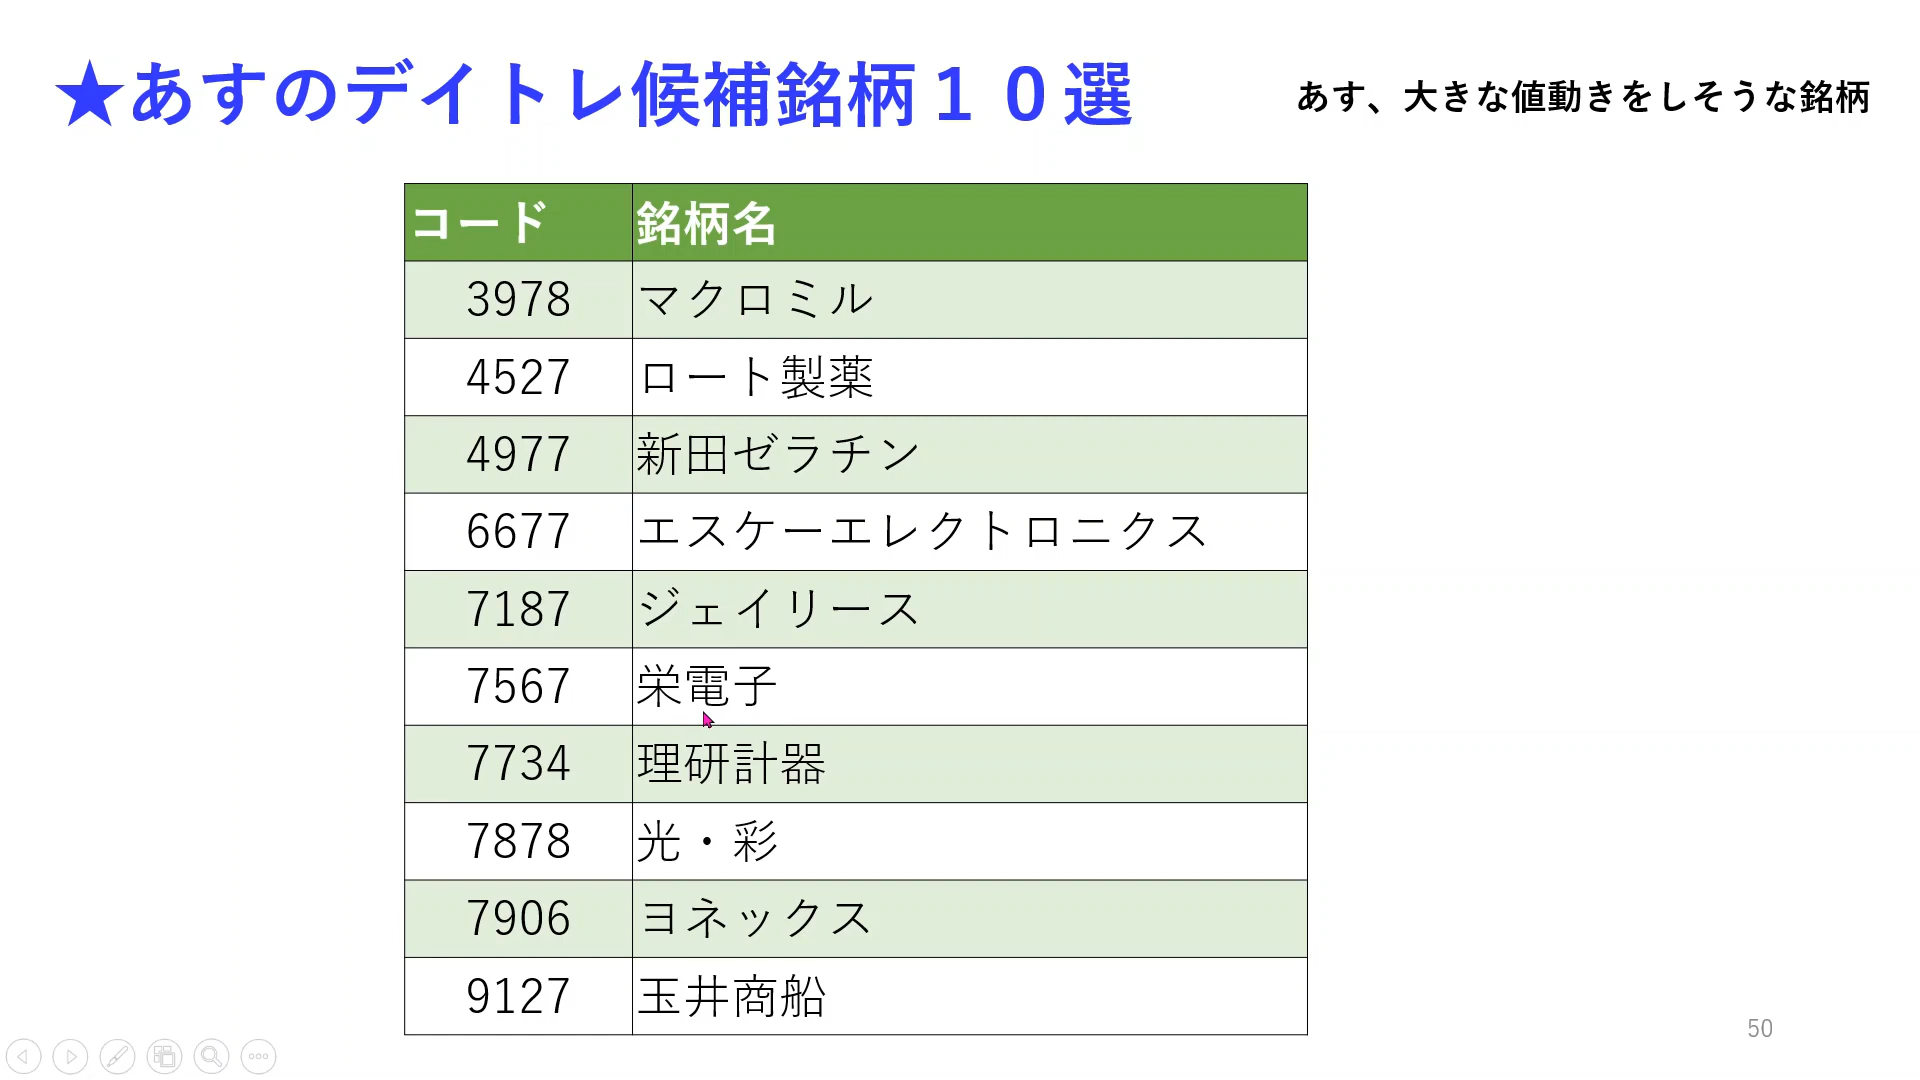 ★あすのデイトレ候補銘柄１０選
あす、大きな値動きをしそうな銘柄
コード 銘柄名
3978 マクロミル
4527 ロート製薬
4977 新田ゼラチン
6677 エスケーエレクトロニクス
7187 ジェイリース
7567 栄電子
7734 理研計器
7878 光・彩
7906 ヨネックス
9127 玉井商船
50